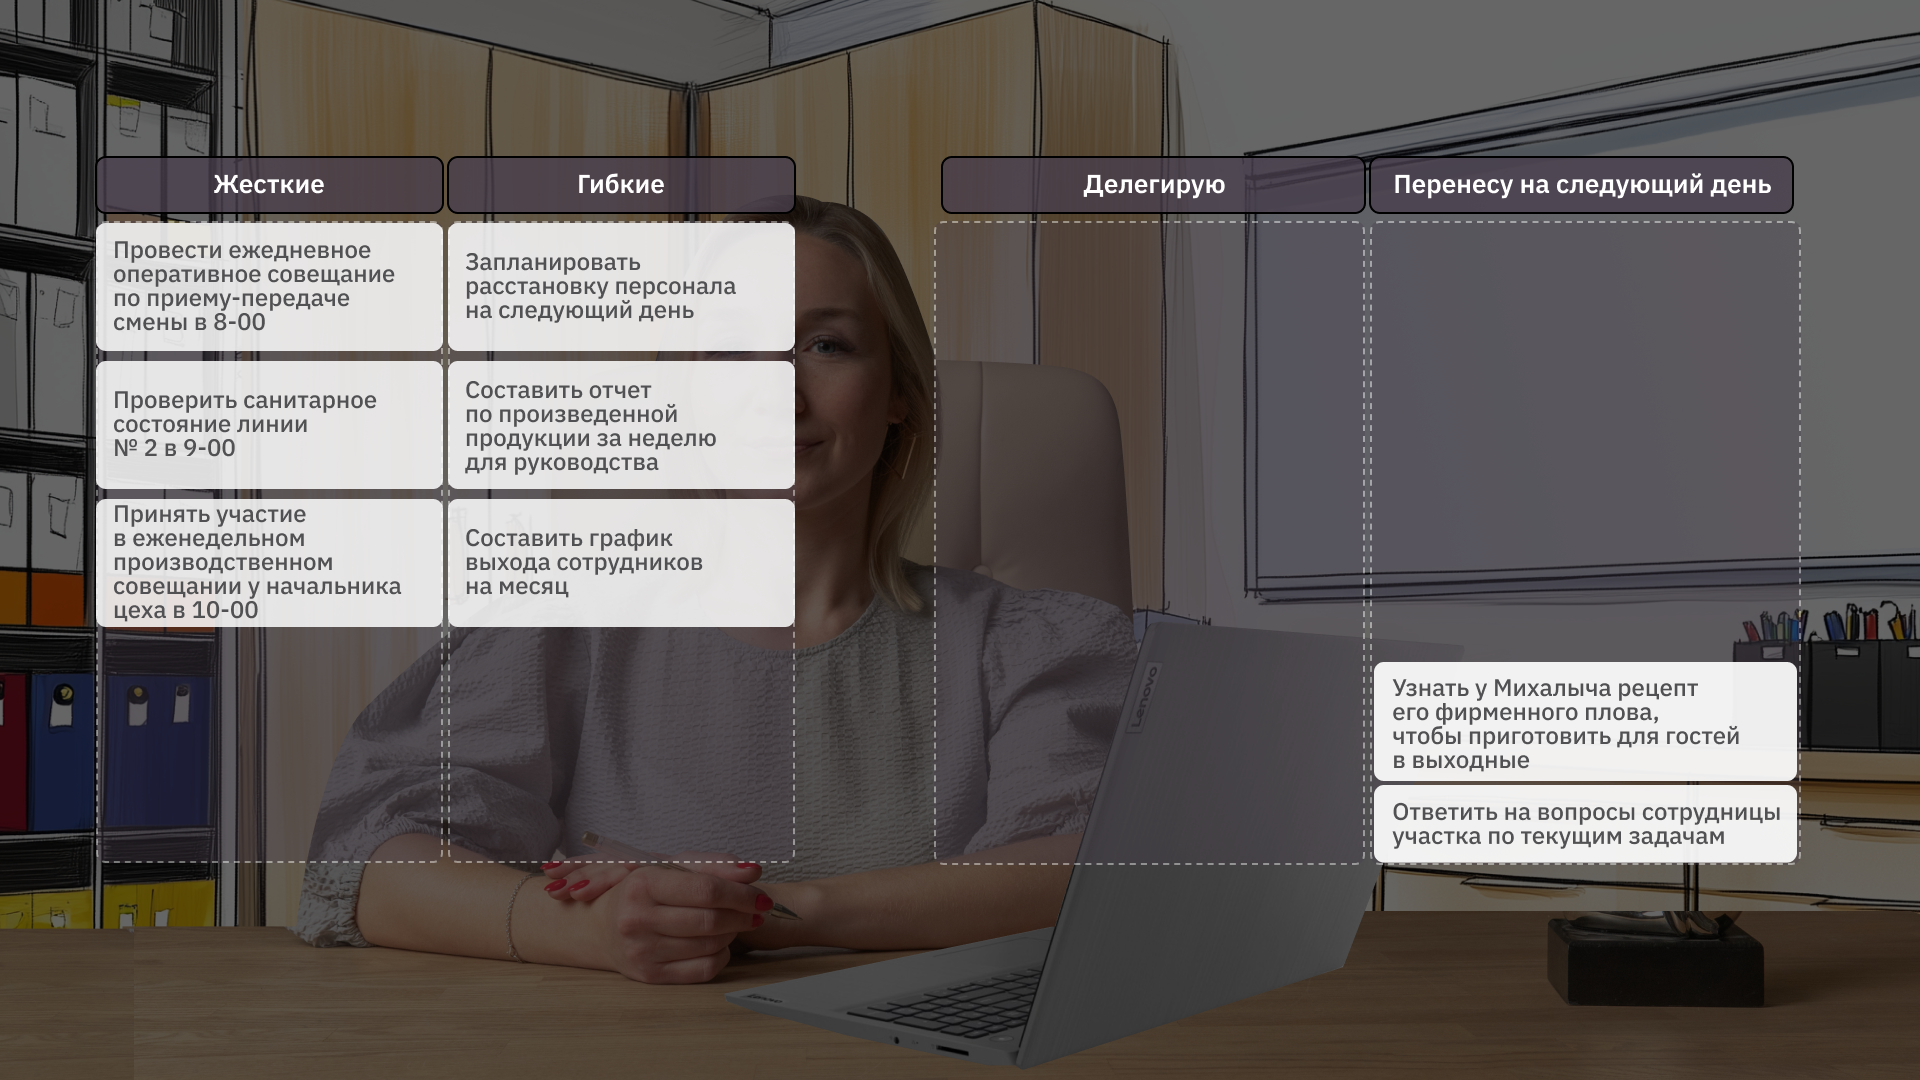 Жесткие
Гибкие
Делегирую
Перенесу на следующий день
Провести ежедневное
оперативное совещание
по приему-передаче
смены в 8-00
Запланировать
расстановку персонала
на следующий день
Проверить санитарное
состояние линии
№ 2 в 9-00
Составить отчет
по произведенной
продукции за неделю
для руководства
Принять участие
в еженедельном
производственном
совещании у начальника
цеха в 10-00
Составить график
выхода сотрудников
на месяц
Узнать у Михалыча рецепт
его фирменного плова,
чтобы приготовить для гостей
в выходные
Ответить на вопросы сотрудницы
участка по текущим задачам
Lenovo